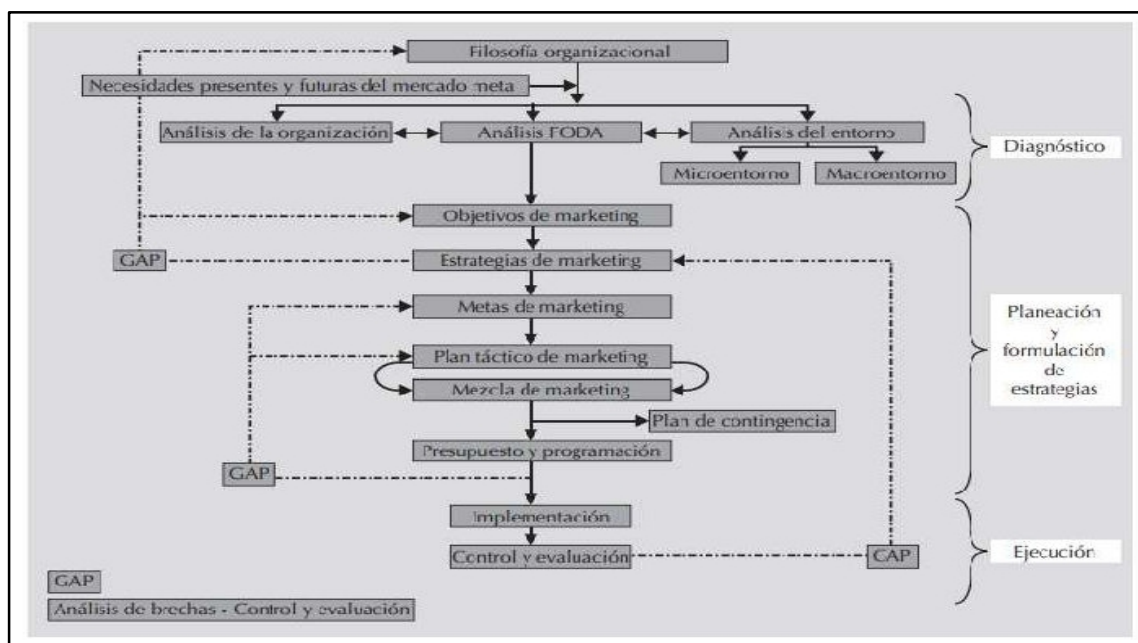 Filosofía organizacional
Necesidades presentes y futuras del mercado meta
Análisis de la organización
Análisis FODA
Análisis del entorno
Microentorno
Macroentorno
Diagnóstico
Objetivos de marketing
GAP
Estrategias de marketing
Metas de marketing
Plan táctico de marketing
Mezcla de marketing
Plan de contingencia
Presupuesto y programación
GAP
Planeación
y
formulación
de
estrategias
Implementación
Control y evaluación
GAP
Ejecución
GAP
Análisis de brechas - Control y evaluación